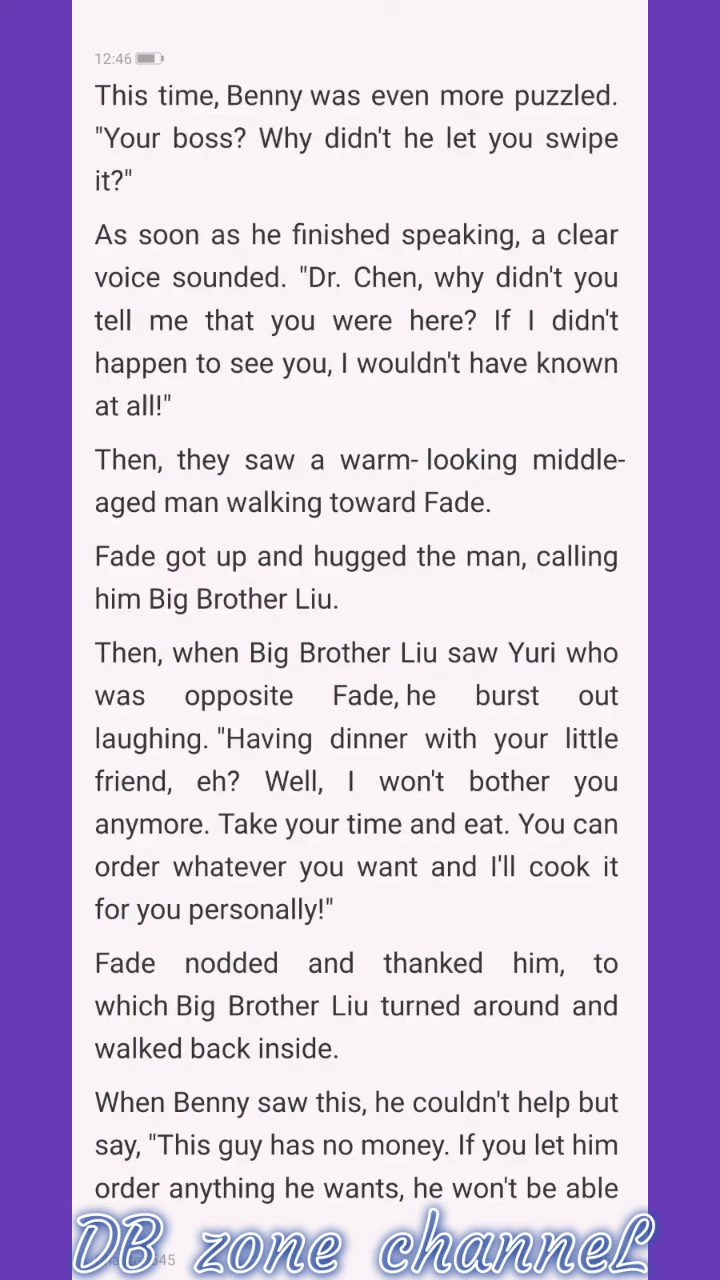 12:46
This time, Benny was even more puzzled.
"Your boss? Why didn't he let you swipe
it?"
As soon as he finished speaking, a clear
voice sounded. "Dr. Chen, why didn't you
tell me that you were here? If I didn't
happen to see you, I wouldn't have known
at all!"
Then, they saw a warm- looking middle-
aged man walking toward Fade.
Fade got up and hugged the man, calling
him Big Brother Liu.
Then, when Big Brother Liu saw Yuri who
was opposite Fade, he burst out
laughing. "Having dinner with your little
friend, eh? Well, I won't bother you
anymore. Take your time and eat. You can
order whatever you want and I'll cook it
for you personally!"
Fade nodded and thanked him, to
which Big Brother Liu turned around and
walked back inside.
When Benny saw this, he couldn't help but
say, "This guy has no money. If you let him
order anything he wants, he won't be able
DB zone channeL